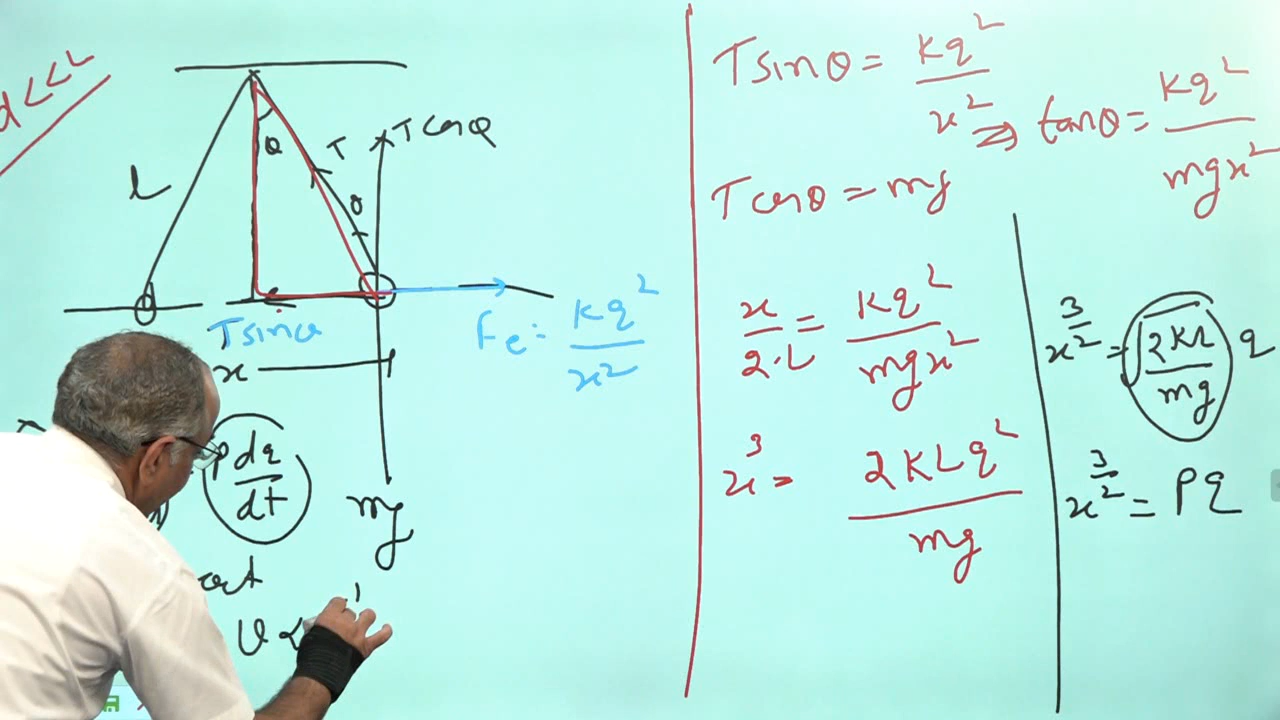 d<<L
l
θ
T
θ
Tcosθ
Tsinθ
Fe = kq²/x²
x
P dq/dt
mg
Tsinθ = kq²/x²
⇒ tanθ = kq²/mgx²
Tcosθ = mg
x/2·L = kq²/mgx²
x³ = 2KLq²/mg
x^3/2 = √(2KL/mg) q
x^3/2 = Pq